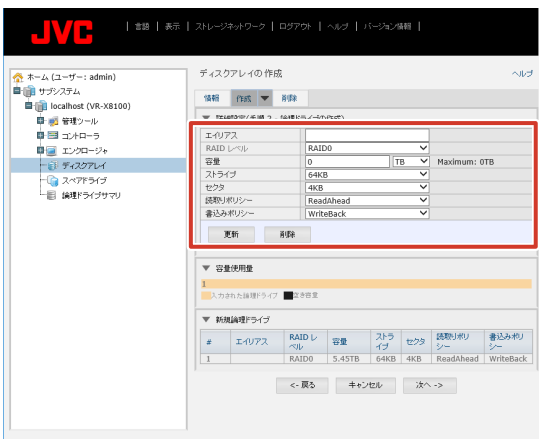 JVC
| 言語 | 表示 | ストレージネットワーク | ログアウト | ヘルプ | バージョン情報 |
ホーム (ユーザー: admin)
サブシステム
localhost (VR-X8100)
管理ツール
コントローラ
エンクロージャ
ディスクアレイ
スペアドライブ
論理ドライブサマリ
ディスクアレイの作成
ヘルプ
情報 作成 削除
エイリアス
RAID レベル RAID0
容量 0 TB Maximum: 0TB
ストライプ 64KB
セクタ 4KB
読取りポリシー ReadAhead
書込みポリシー WriteBack
更新 削除
容量使用量
1
入力された論理ドライブ 空き容量
新規論理ドライブ
# エイリアス RAID レベル 容量 ストライプ セクタ 読取りポリシー 書込みポリシー
1 RAID0 5.45TB 64KB 4KB ReadAhead WriteBack
<- 戻る キャンセル 次へ ->